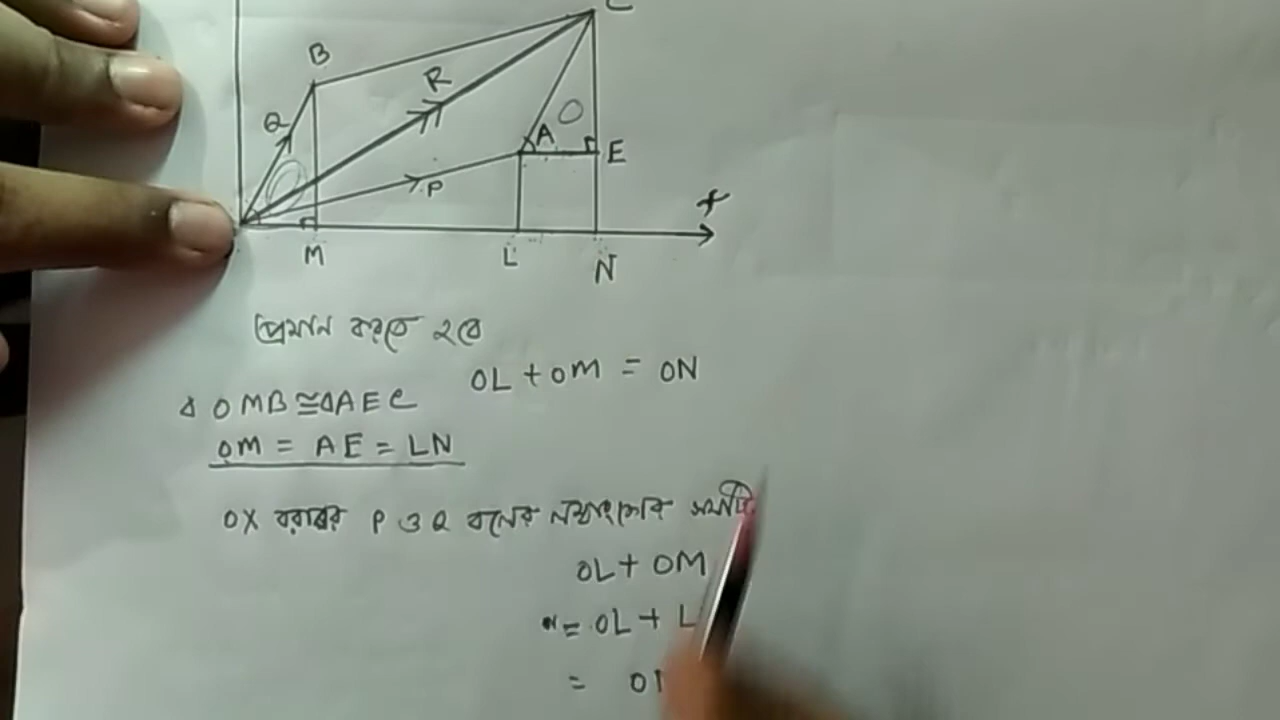 B
R
Q
A
E
P
x
M
L
N
প্রমান করতে হবে
OL + OM = ON
Δ OMB ≅ ΔAEC
OM = AE = LN
OX বরাবর P ও Q বলের লম্বাংশের সমষ্টি
OL + OM
= OL + L
=